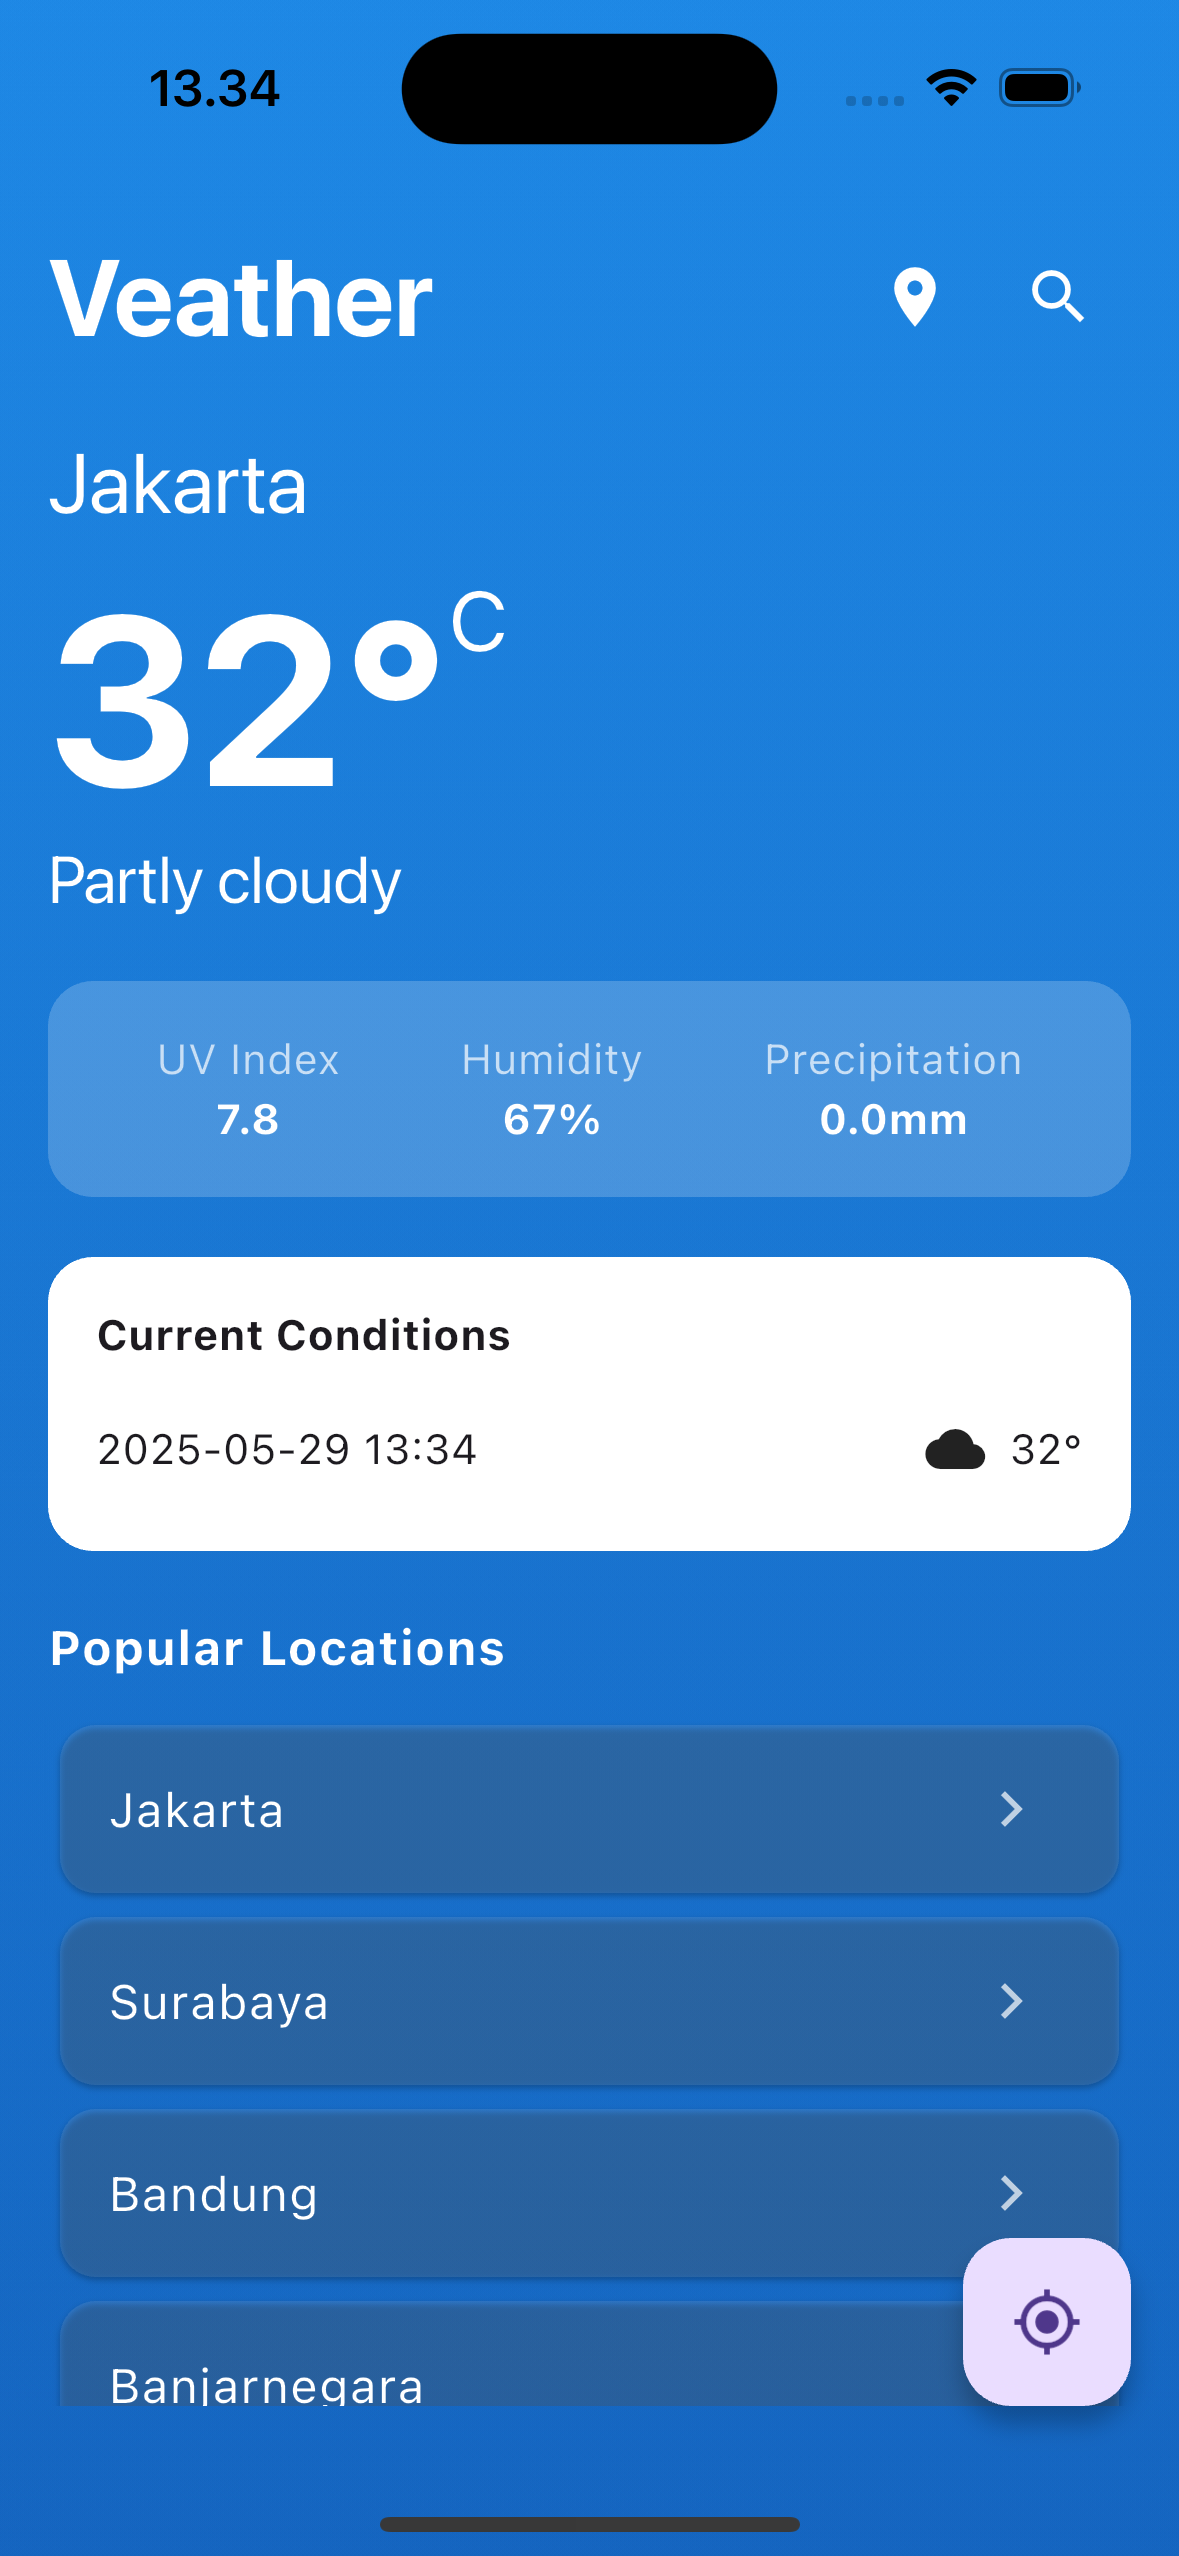 13.34
Veather
Jakarta
32°C
Partly cloudy
UV Index Humidity Precipitation
7.8 67% 0.0mm
Current Conditions
2025-05-29 13:34 32°
Popular Locations
Jakarta
Surabaya
Bandung
Banjarnegara